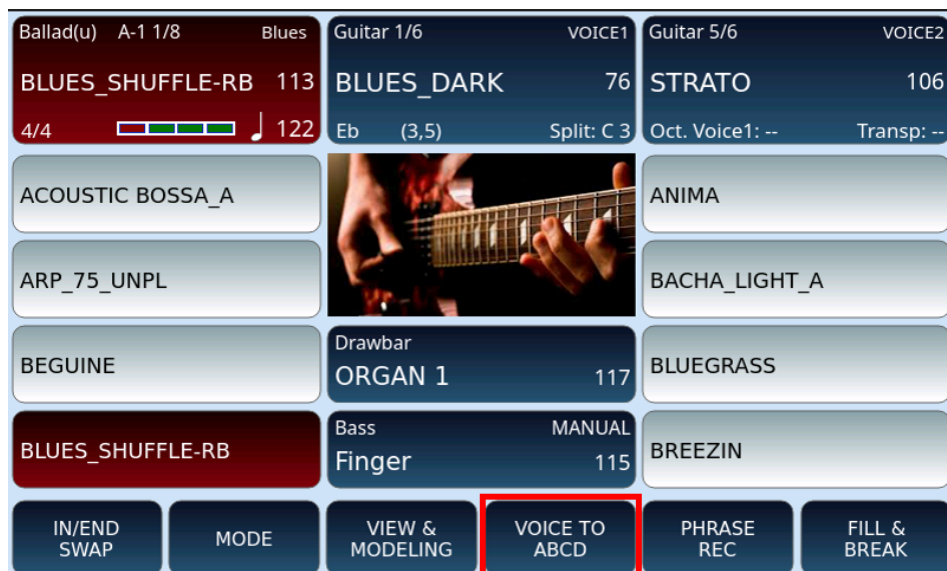 Ballad(u) A-1 1/8 Blues
BLUES_SHUFFLE-RB 113
4/4 122
Guitar 1/6 VOICE1
BLUES_DARK 76
Eb (3,5) Split: C 3
Guitar 5/6 VOICE2
STRATO 106
Oct. Voice1: -- Transp: --
ACOUSTIC BOSSA_A
ANIMA
ARP_75_UNPL
BACHA_LIGHT_A
BEGUINE
Drawbar
ORGAN 1 117
BLUEGRASS
BLUES_SHUFFLE-RB
Bass MANUAL
Finger 115
BREEZIN
IN/END
SWAP
MODE
VIEW &
MODELING
VOICE TO
ABCD
PHRASE
REC
FILL &
BREAK